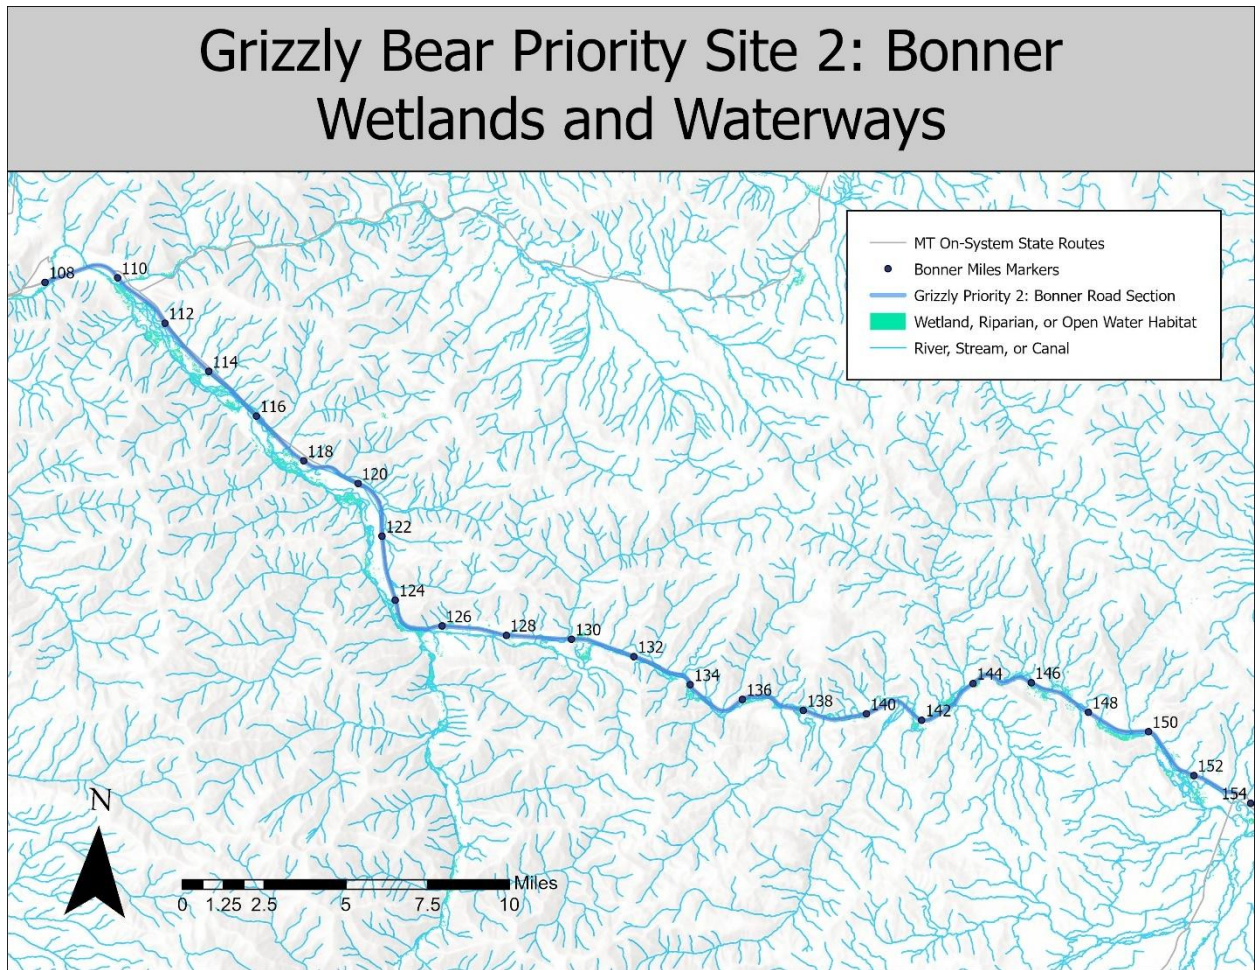 Grizzly Bear Priority Site 2: Bonner
Wetlands and Waterways
MT On-System State Routes
Bonner Miles Markers
Grizzly Priority 2: Bonner Road Section
Wetland, Riparian, or Open Water Habitat
River, Stream, or Canal
108
110
112
114
116
118
120
122
124
126
128
130
132
134
136
138
140
142
144
146
148
150
152
154
N
Miles
0 1.25 2.5 5 7.5 10